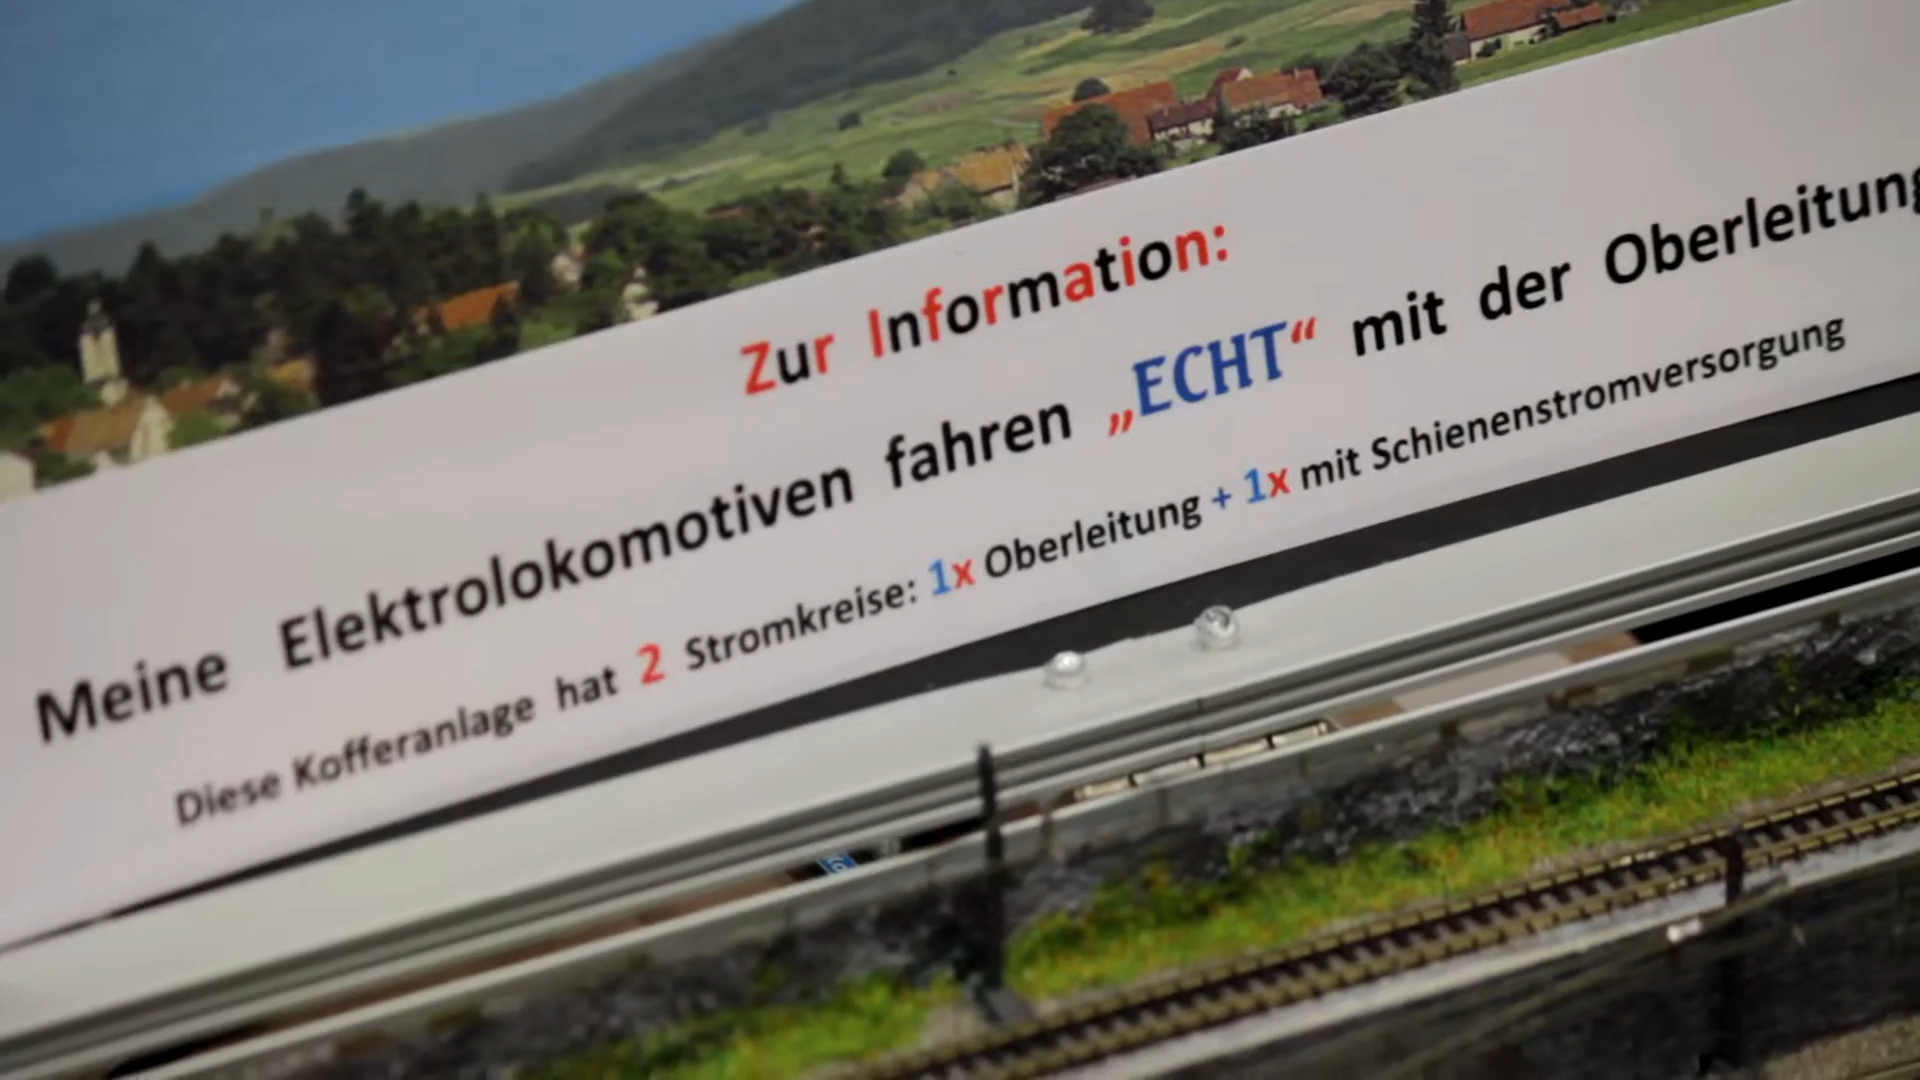 Zur Information:
Meine Elektrolokomotiven fahren „ECHT“ mit der Oberleitung
Diese Kofferanlage hat 2 Stromkreise: 1x Oberleitung + 1x mit Schienenstromversorgung